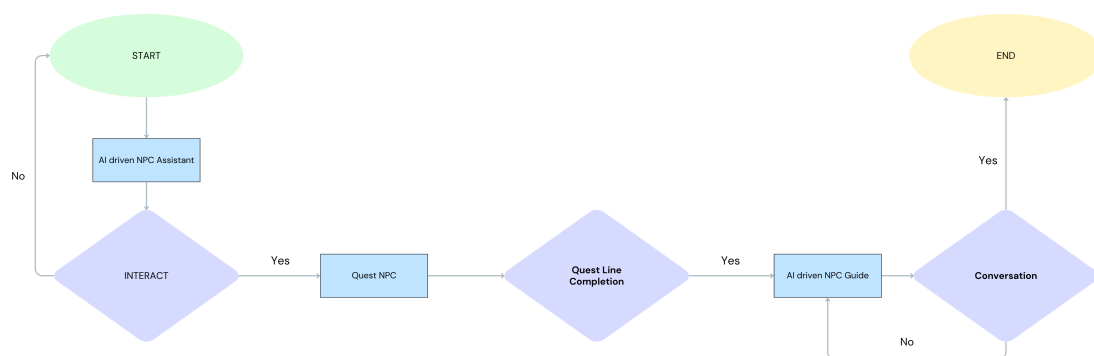 START
END
AI driven NPC Assistant
Yes
No
INTERACT
Yes
Quest NPC
Quest Line
Completion
Yes
AI driven NPC Guide
Conversation
No